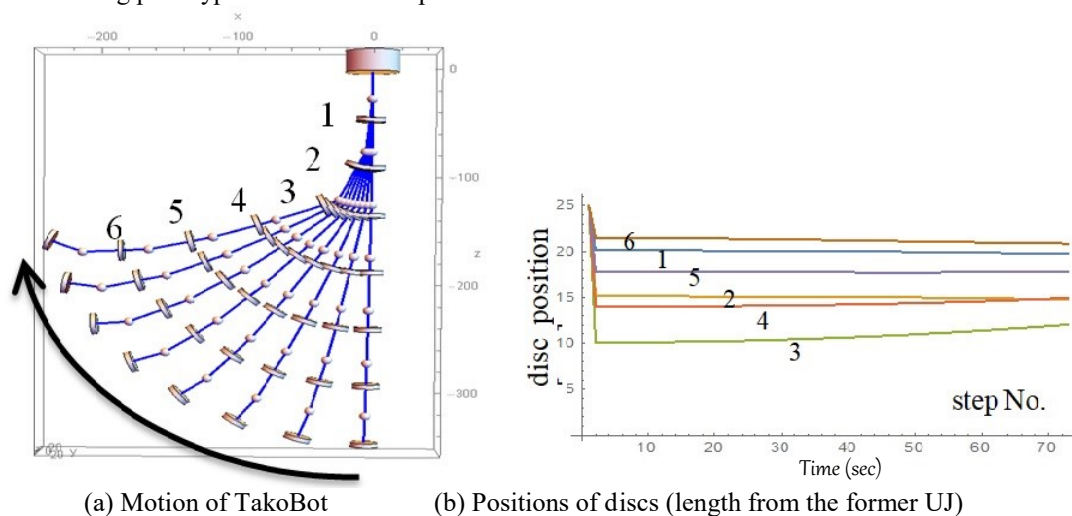 x
-200 -100 0
0
-100
z
-200
-300
1
2
3
4
5
6
y
(a) Motion of TakoBot
25
20
15
10
5
disc position
6
1
5
2
4
3
step No.
10 20 30 40 50 60 70
Time (sec)
(b) Positions of discs (length from the former UJ)